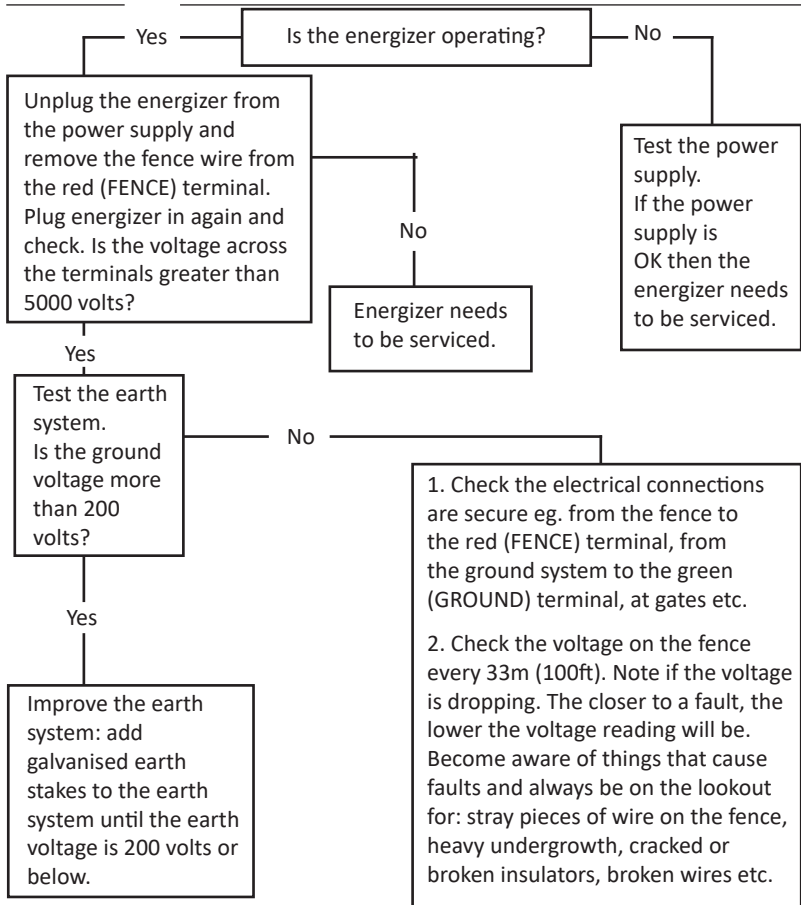 Is the energizer operating?
Yes
No
Unplug the energizer from
the power supply and
remove the fence wire from
the red (FENCE) terminal.
Plug energizer in again and
check. Is the voltage across
the terminals greater than
5000 volts?
No
Energizer needs
to be serviced.
Test the power
supply.
If the power
supply is
OK then the
energizer needs
to be serviced.
Yes
Test the earth
system.
Is the ground
voltage more
than 200
volts?
No
1. Check the electrical connections
are secure eg. from the fence to
the red (FENCE) terminal, from
the ground system to the green
(GROUND) terminal, at gates etc.
2. Check the voltage on the fence
every 33m (100ft). Note if the voltage
is dropping. The closer to a fault, the
lower the voltage reading will be.
Become aware of things that cause
faults and always be on the lookout
for: stray pieces of wire on the fence,
heavy undergrowth, cracked or
broken insulators, broken wires etc.
Yes
Improve the earth
system: add
galvanised earth
stakes to the earth
system until the earth
voltage is 200 volts or
below.